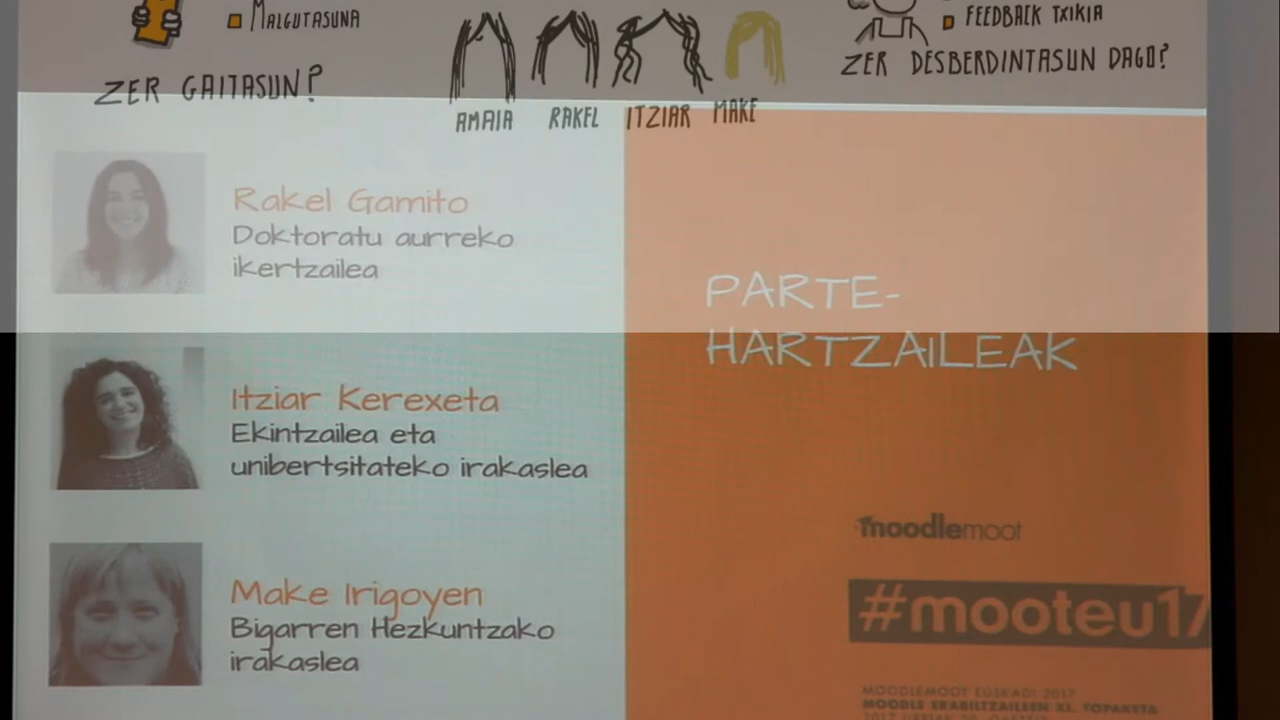 MALGUTASUNA
FEEDBACK TXIKIA
ZER GAITASUN?
ZER DESBERDINTASUN DAGO?
AMAIA RAKEL ITZIAR MAKE
Rakel Gamito
Doktoratu aurreko
ikertzailea
Itziar Kerexeta
Ekintzailea eta
unibertsitateko irakaslea
Make Irigoyen
Bigarren Hezkuntzako
irakaslea
PARTE-
HARTZAILEAK
moodlemoot
#mooteu17
MOODLEMOOT EUSKADI 2017
MOODLE ERABILTZAILEEN XI. TOPAKETA